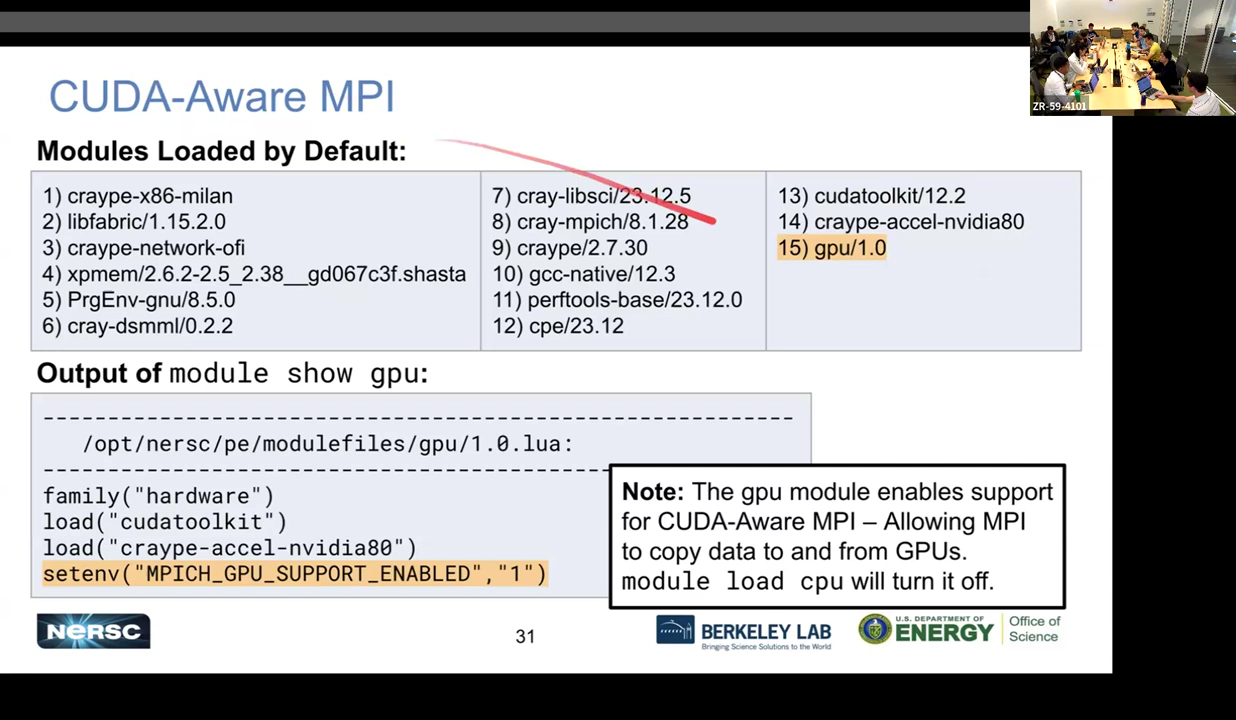 ZR-59-4101
CUDA-Aware MPI
Modules Loaded by Default:
1) craype-x86-milan
2) libfabric/1.15.2.0
3) craype-network-ofi
4) xpmem/2.6.2-2.5_2.38__gd067c3f.shasta
5) PrgEnv-gnu/8.5.0
6) cray-dsmml/0.2.2
7) cray-libsci/23.12.5
8) cray-mpich/8.1.28
9) craype/2.7.30
10) gcc-native/12.3
11) perftools-base/23.12.0
12) cpe/23.12
13) cudatoolkit/12.2
14) craype-accel-nvidia80
15) gpu/1.0
Output of module show gpu:
----------------------------------------------------------
/opt/nersc/pe/modulefiles/gpu/1.0.lua:
--------------------------------------------
family("hardware")
load("cudatoolkit")
load("craype-accel-nvidia80")
setenv("MPICH_GPU_SUPPORT_ENABLED","1")
Note: The gpu module enables support
for CUDA-Aware MPI – Allowing MPI
to copy data to and from GPUs.
module load cpu will turn it off.
NERSC
31
BERKELEY LAB
Bringing Science Solutions to the World
U.S. DEPARTMENT OF
ENERGY
Office of
Science